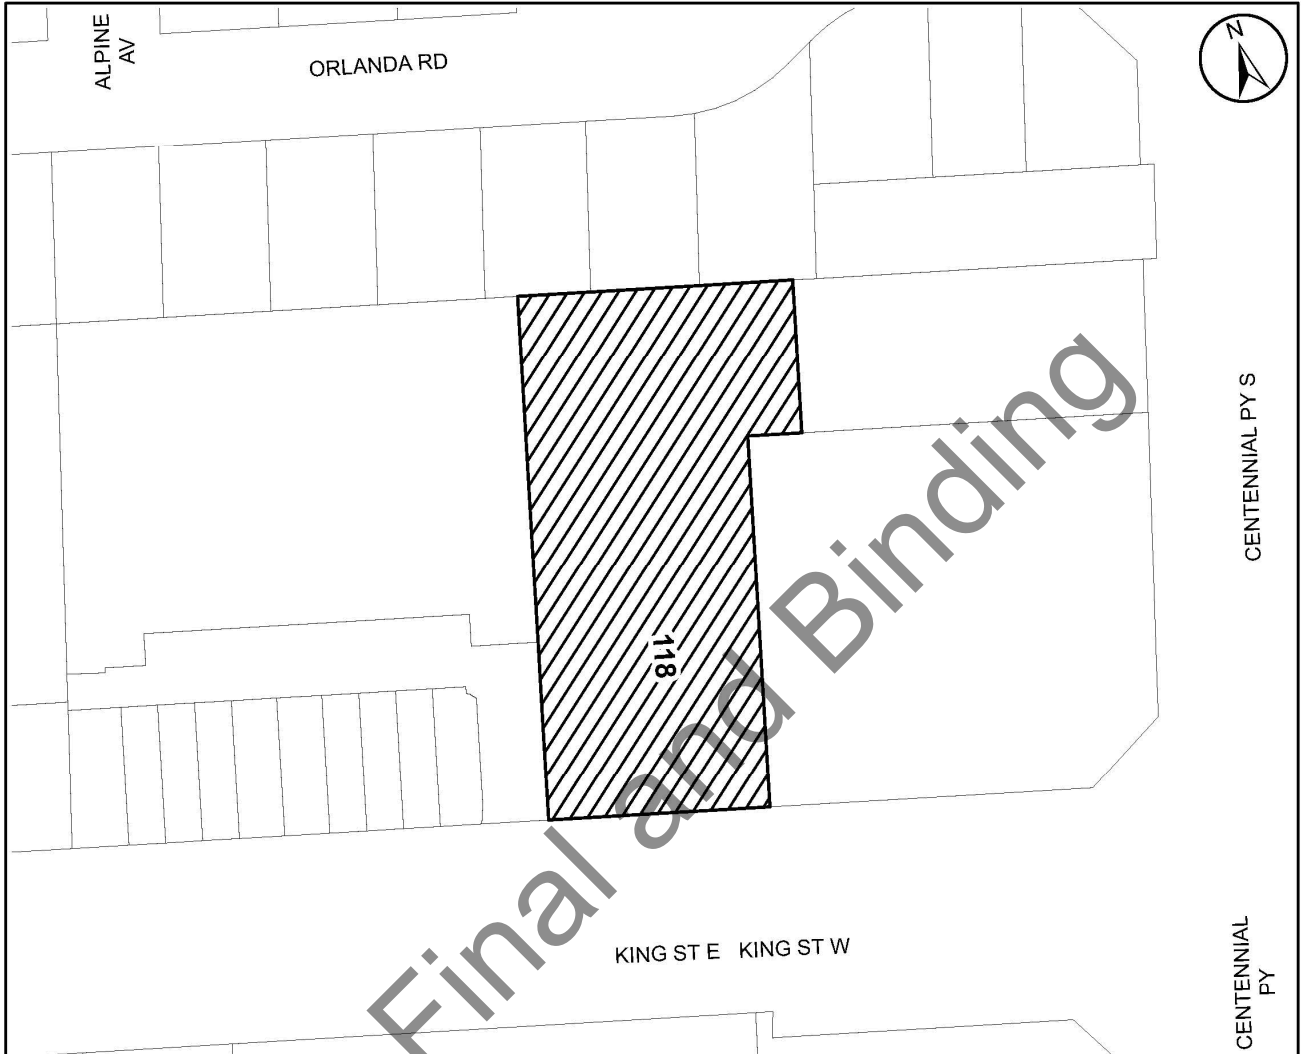 ALPINE
AV
ORLANDA RD
N
CENTENNIAL PY S
118
KING ST E KING ST W
CENTENNIAL
PY
Final and Binding